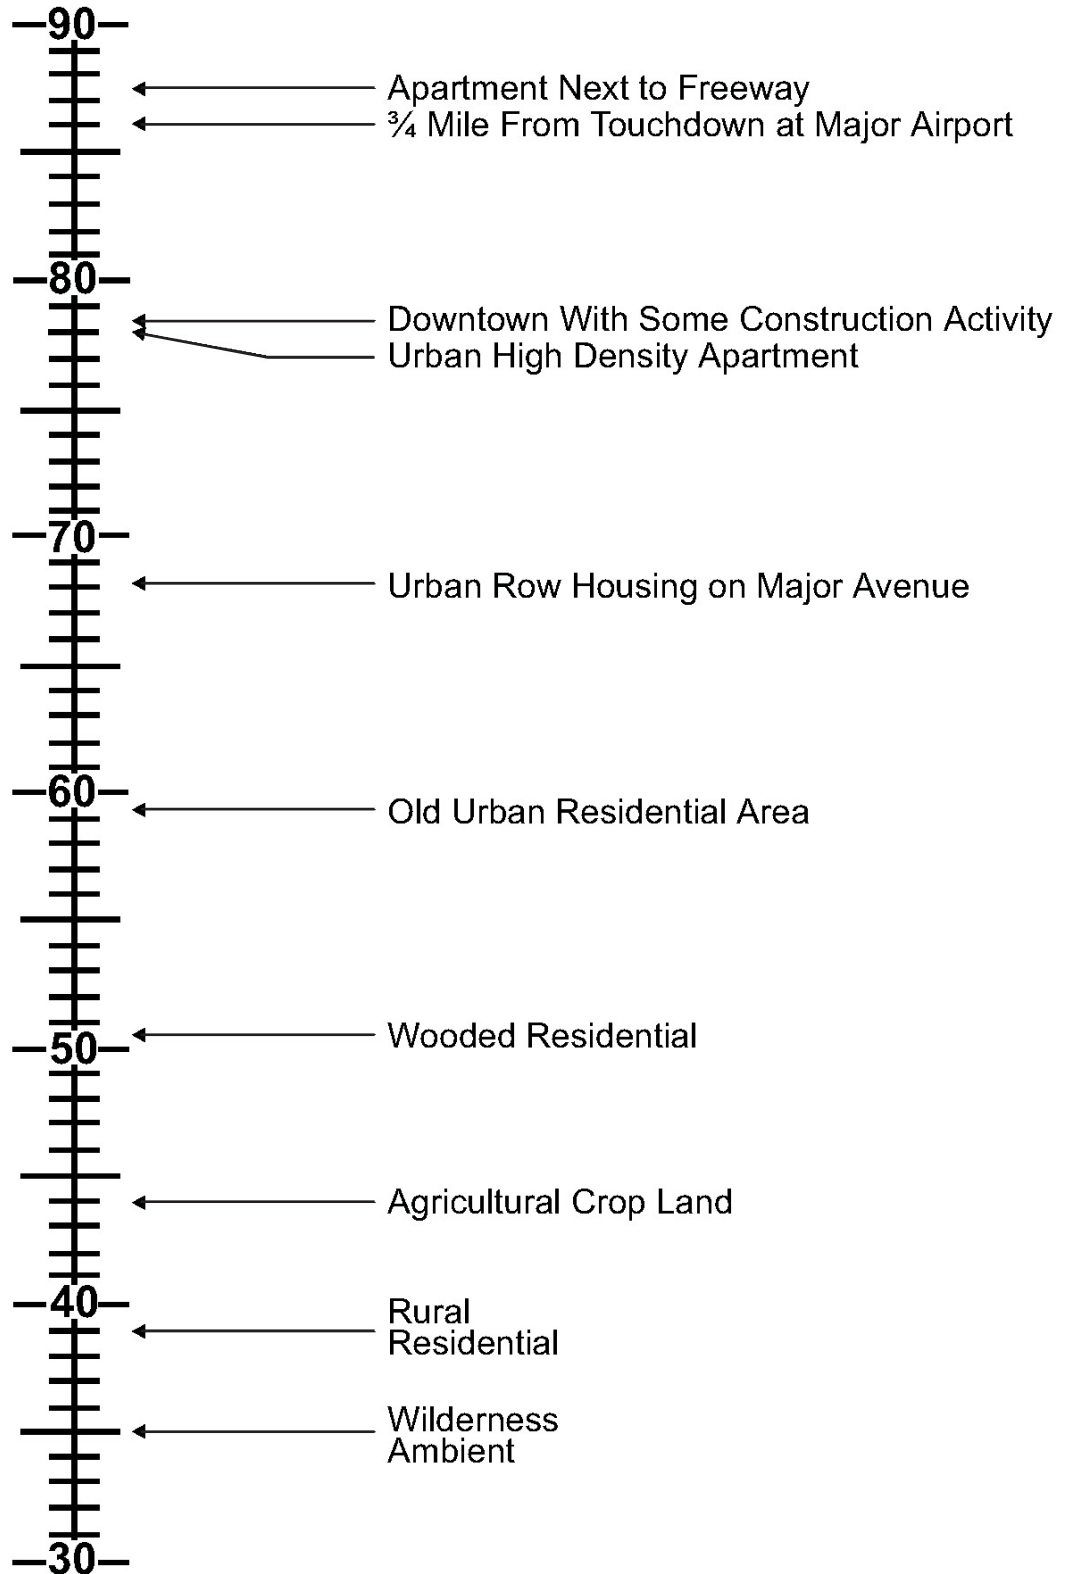 90
Apartment Next to Freeway
¾ Mile From Touchdown at Major Airport
80
Downtown With Some Construction Activity
Urban High Density Apartment
70
Urban Row Housing on Major Avenue
60
Old Urban Residential Area
Wooded Residential
50
Agricultural Crop Land
40
Rural
Residential
Wilderness
Ambient
30